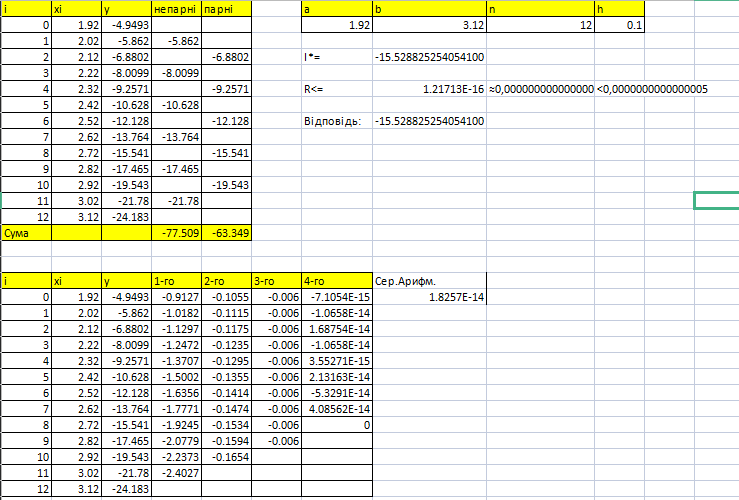 i xi y непарні парні a b n h
0 1.92 -4.9493 1.92 3.12 12 0.1
1 2.02 -5.862 -5.862
2 2.12 -6.8802 -6.8802 I*= -15.528825254054100
3 2.22 -8.0099 -8.0099
4 2.32 -9.2571 -9.2571 R<= 1.21713E-16 ≈0,000000000000000 <0,0000000000000005
5 2.42 -10.628 -10.628
6 2.52 -12.128 -12.128 Відповідь: -15.528825254054100
7 2.62 -13.764 -13.764
8 2.72 -15.541 -15.541
9 2.82 -17.465 -17.465
10 2.92 -19.543 -19.543
11 3.02 -21.78 -21.78
12 3.12 -24.183
Сума -77.509 -63.349
i xi y 1-го 2-го 3-го 4-го Сер.Арифм.
0 1.92 -4.9493 -0.9127 -0.1055 -0.006 -7.1054E-15 1.8257E-14
1 2.02 -5.862 -1.0182 -0.1115 -0.006 -1.0658E-14
2 2.12 -6.8802 -1.1297 -0.1175 -0.006 1.68754E-14
3 2.22 -8.0099 -1.2472 -0.1235 -0.006 -1.0658E-14
4 2.32 -9.2571 -1.3707 -0.1295 -0.006 3.55271E-15
5 2.42 -10.628 -1.5002 -0.1355 -0.006 2.13163E-14
6 2.52 -12.128 -1.6356 -0.1414 -0.006 -5.3291E-14
7 2.62 -13.764 -1.7771 -0.1474 -0.006 4.08562E-14
8 2.72 -15.541 -1.9245 -0.1534 -0.006 0
9 2.82 -17.465 -2.0779 -0.1594 -0.006
10 2.92 -19.543 -2.2373 -0.1654
11 3.02 -21.78 -2.4027
12 3.12 -24.183